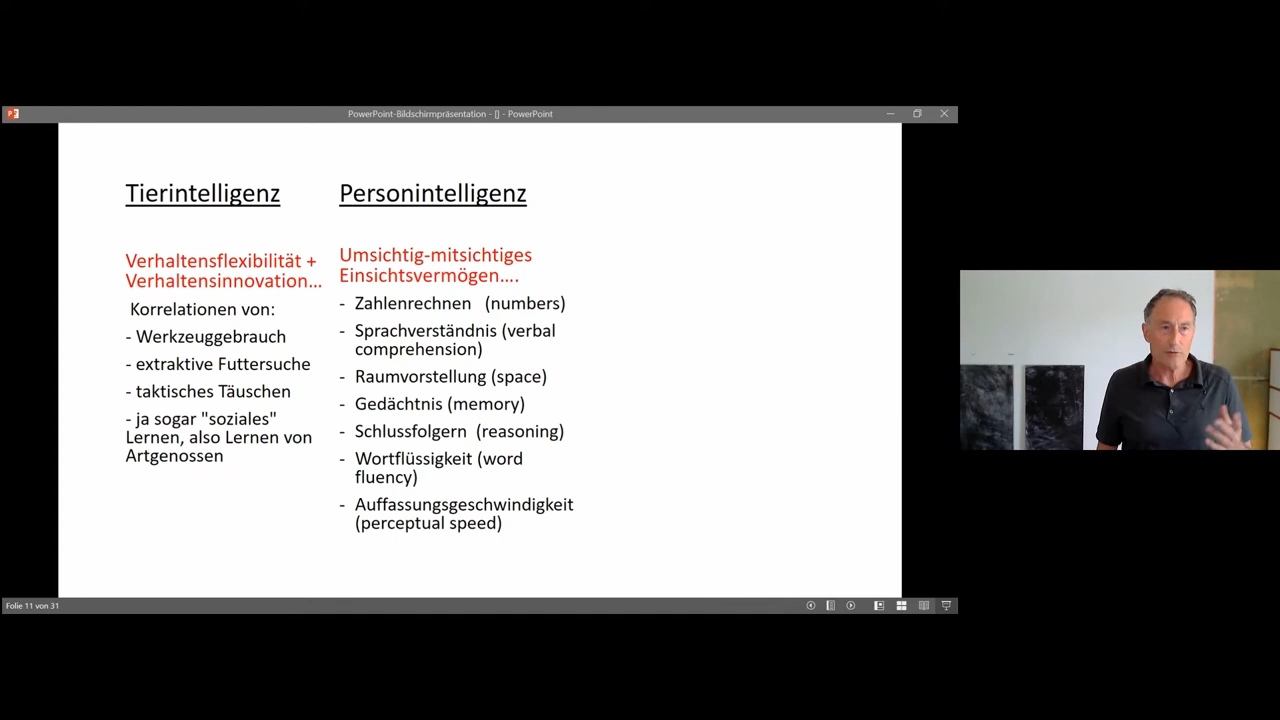 PowerPoint-Bildschirmpräsentation - [] - PowerPoint
Tierintelligenz
Verhaltensflexibilität +
Verhaltensinnovation…
Korrelationen von:
- Werkzeuggebrauch
- extraktive Futtersuche
- taktisches Täuschen
- ja sogar "soziales"
Lernen, also Lernen von
Artgenossen
Personintelligenz
Umsichtig-mitsichtiges
Einsichtsvermögen….
- Zahlenrechnen (numbers)
- Sprachverständnis (verbal
comprehension)
- Raumvorstellung (space)
- Gedächtnis (memory)
- Schlussfolgern (reasoning)
- Wortflüssigkeit (word
fluency)
- Auffassungsgeschwindigkeit
(perceptual speed)
Folie 11 von 31